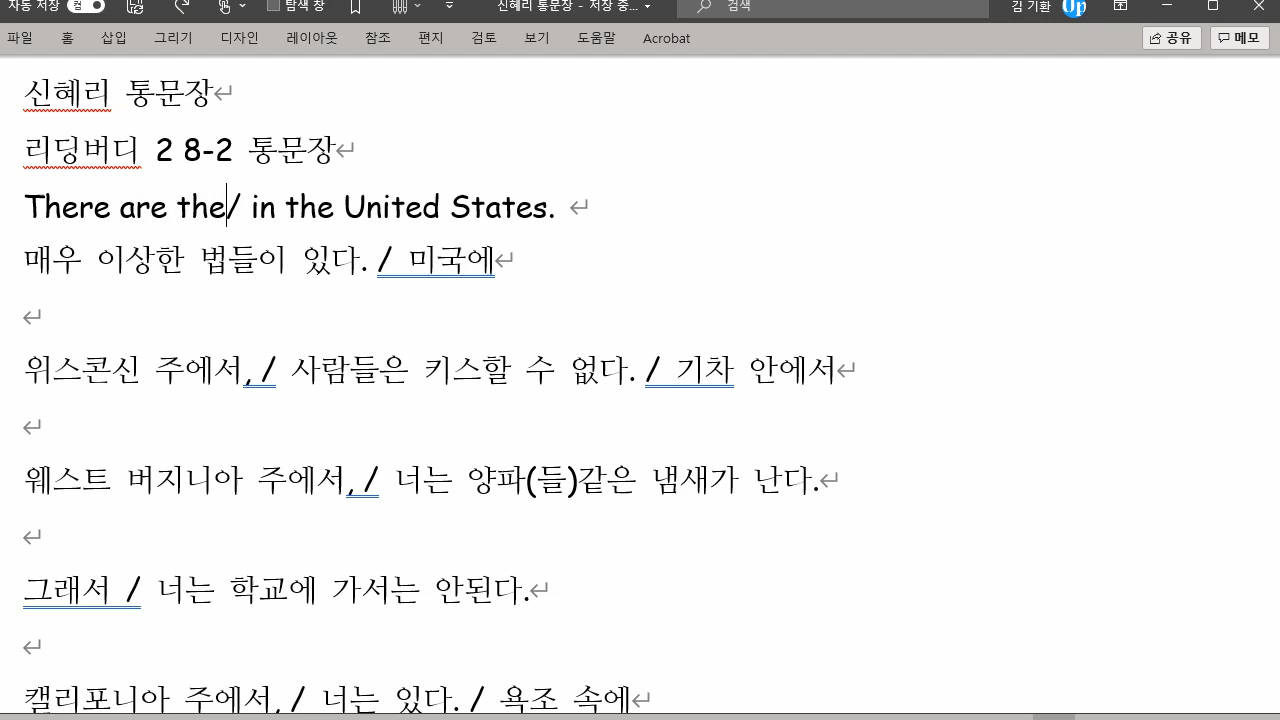 자동 저장 컴 탐색 창 신혜리 통문장 - 저장 중... 검색 김 기환 Op
파일 홈 삽입 그리기 디자인 레이아웃 참조 편지 검토 보기 도움말 Acrobat 공유 메모
신혜리 통문장
리딩버디 2 8-2 통문장
There are the/ in the United States.
매우 이상한 법들이 있다. / 미국에
위스콘신 주에서, / 사람들은 키스할 수 없다. / 기차 안에서
웨스트 버지니아 주에서, / 너는 양파(들)같은 냄새가 난다.
그래서 / 너는 학교에 가서는 안된다.
캘리포니아 주에서, / 너는 있다. / 욕조 속에